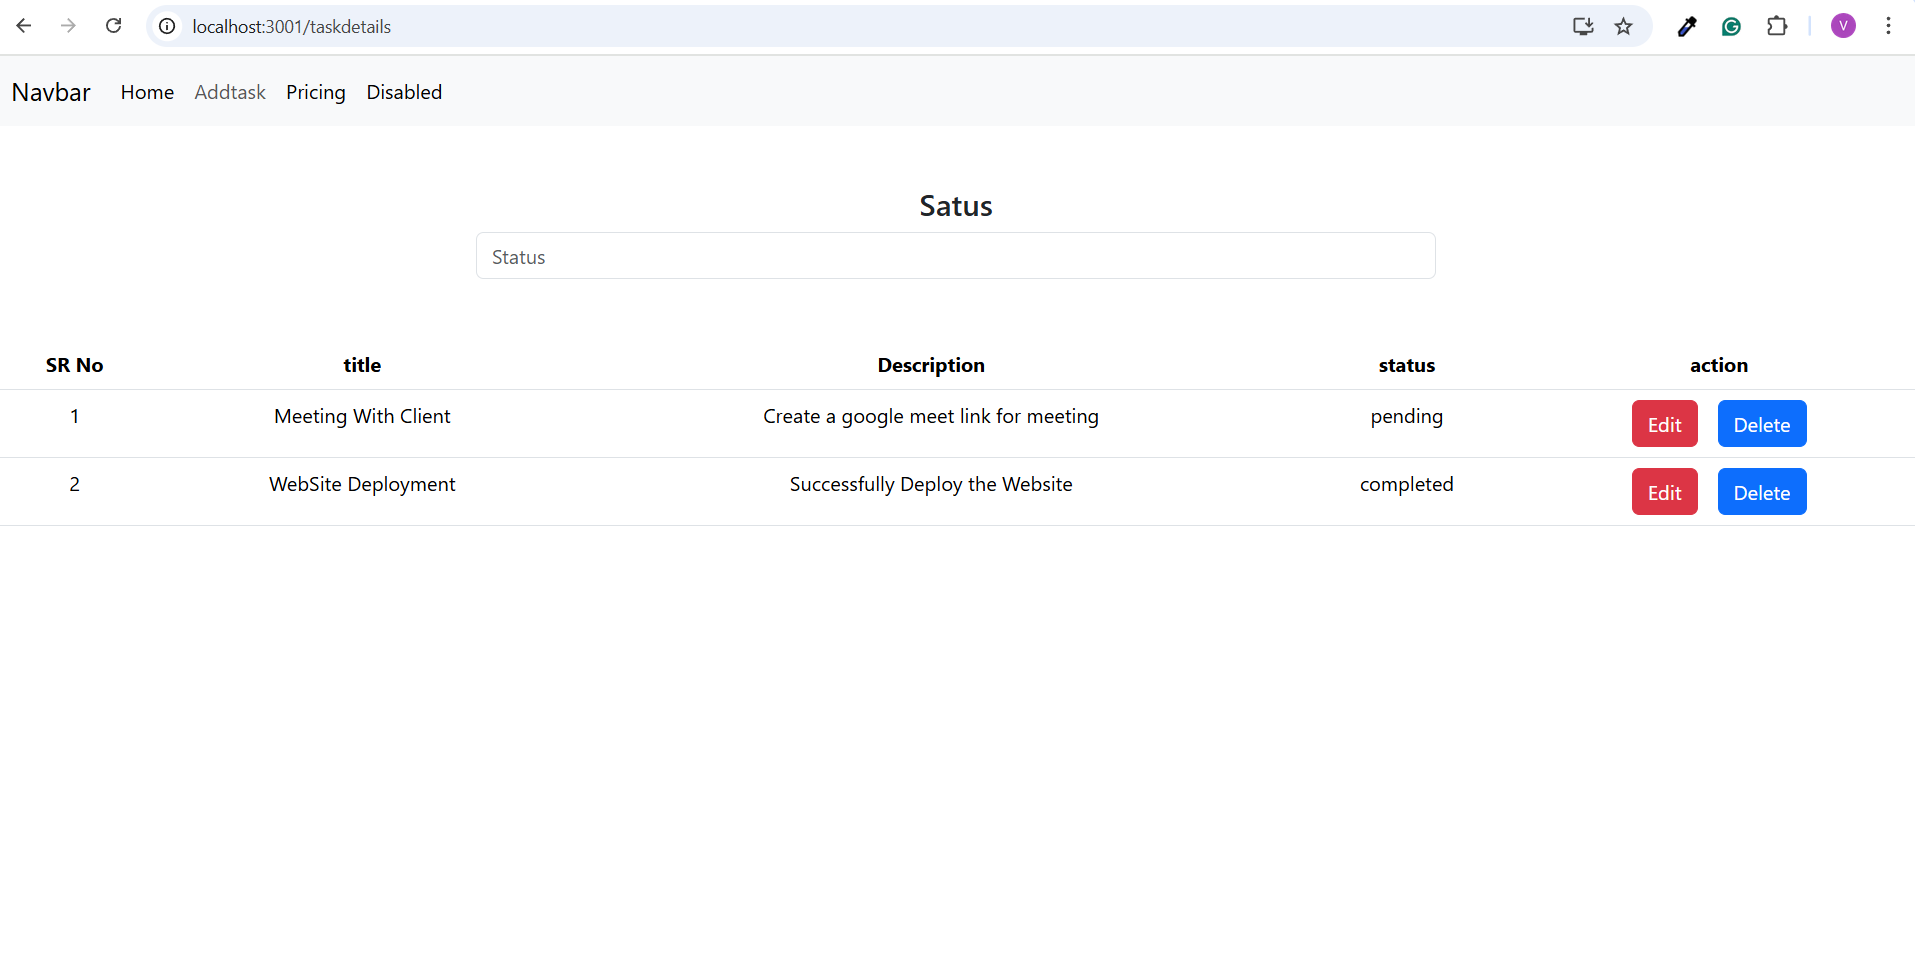 localhost:3001/taskdetails
V
Navbar Home Addtask Pricing Disabled
Satus
Status
SR No title Description status action
1 Meeting With Client Create a google meet link for meeting pending Edit Delete
2 WebSite Deployment Successfully Deploy the Website completed Edit Delete